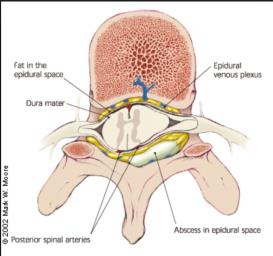 Fat in the
epidural space
Epidural
venous plexus
Dura mater
Abscess in epidural space
Posterior spinal arteries
© 2002 Mark W. Moore